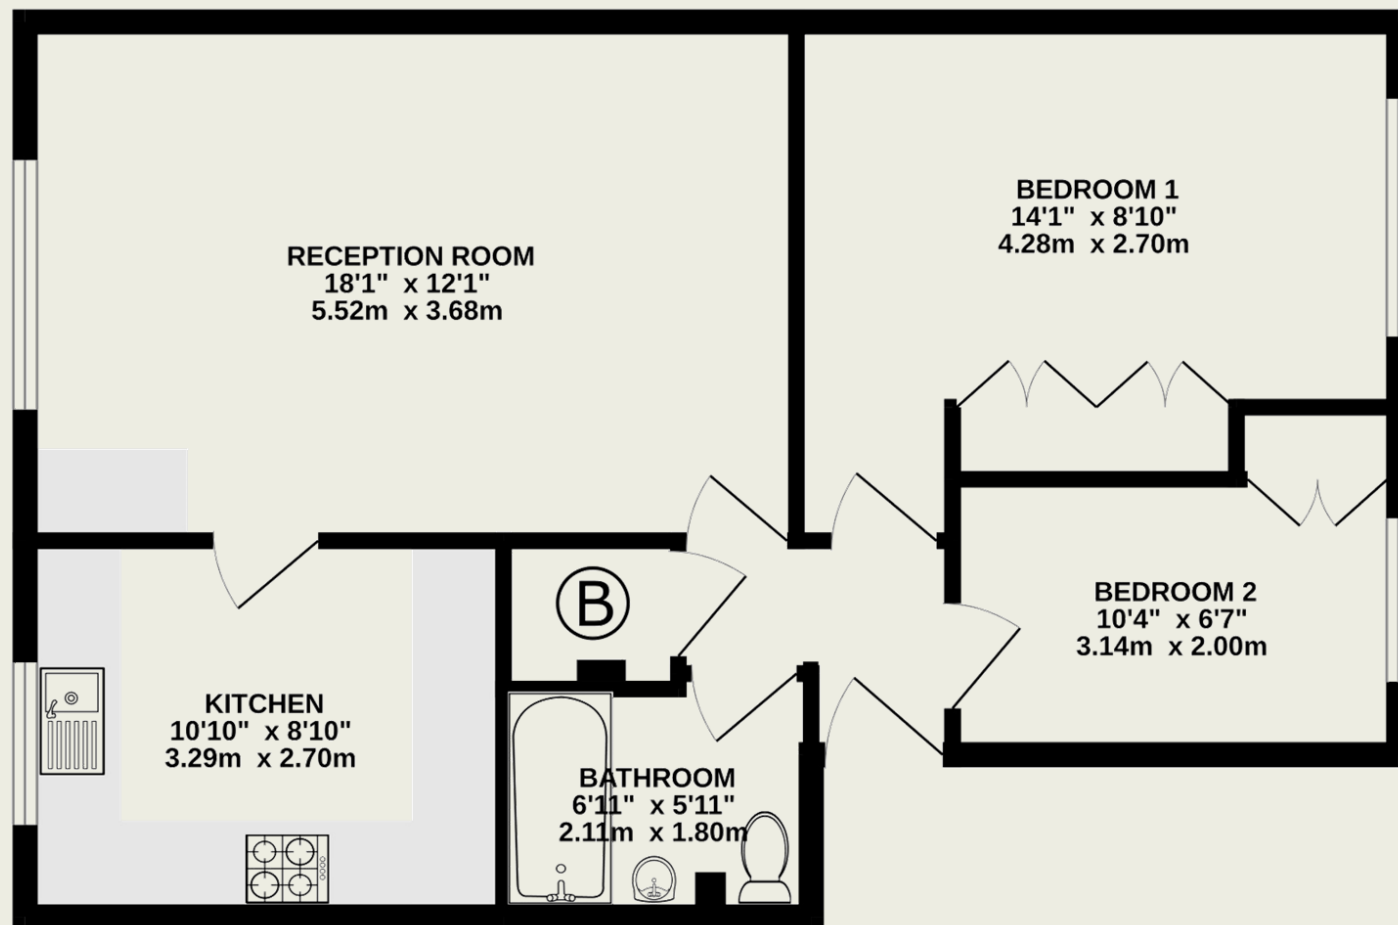 RECEPTION ROOM
18'1" x 12'1"
5.52m x 3.68m
BEDROOM 1
14'1" x 8'10"
4.28m x 2.70m
BEDROOM 2
10'4" x 6'7"
3.14m x 2.00m
B
KITCHEN
10'10" x 8'10"
3.29m x 2.70m
BATHROOM
6'11" x 5'11"
2.11m x 1.80m